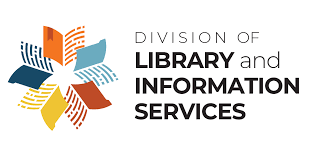 DIVISION OF
LIBRARY and
INFORMATION
SERVICES